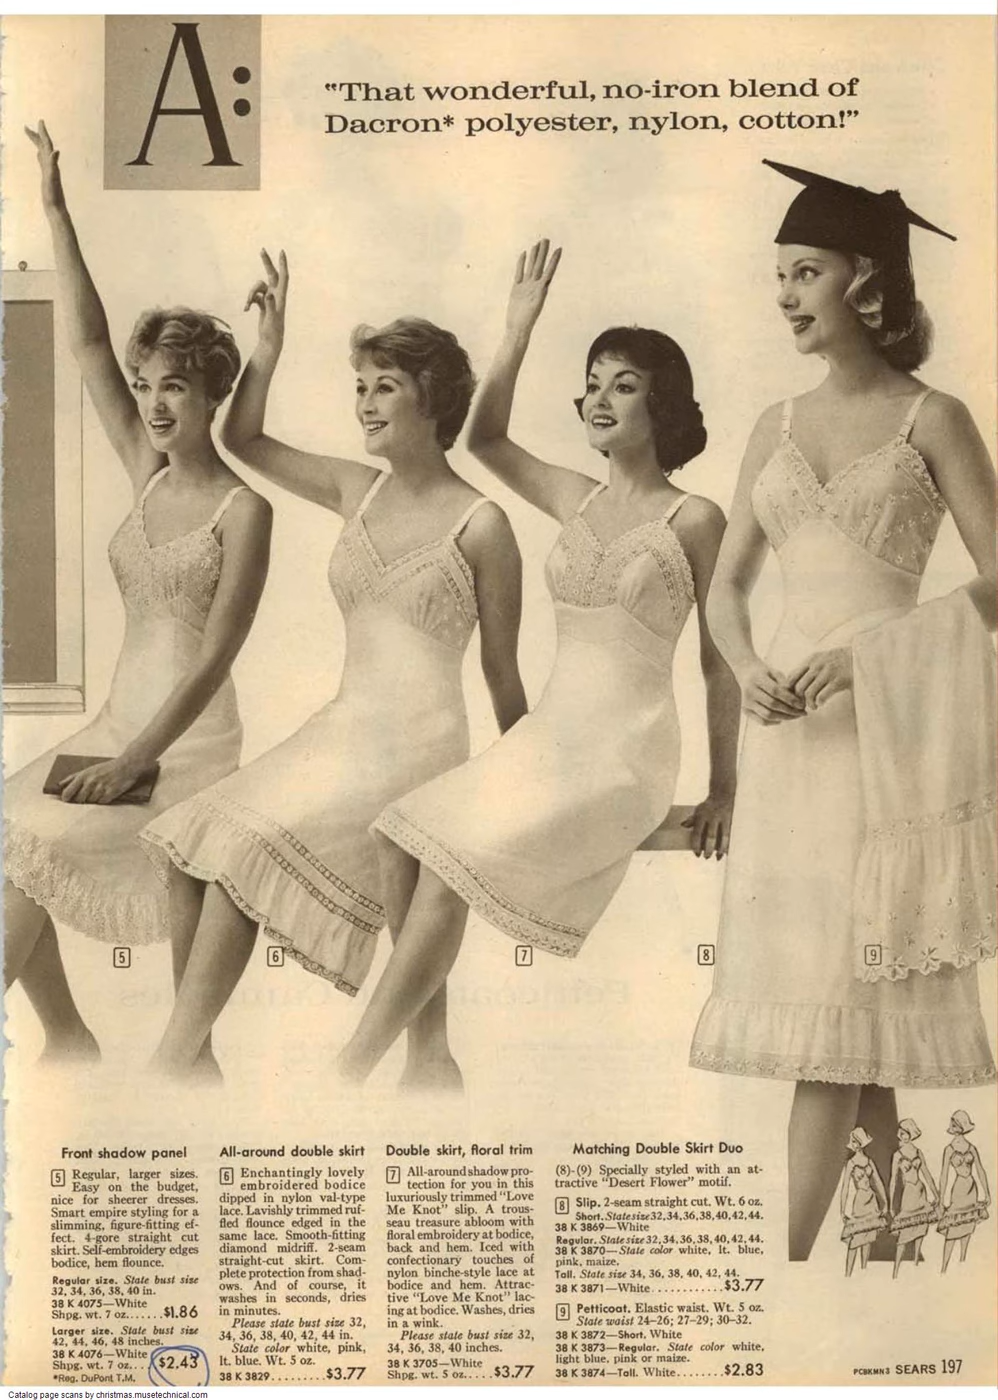 A:
"That wonderful, no-iron blend of
Dacron* polyester, nylon, cotton!"
5
6
7
8
9
Front shadow panel
5 Regular, larger sizes.
Easy on the budget,
nice for sheerer dresses.
Smart empire styling for a
slimming, figure-fitting ef-
fect. 4-gore straight cut
skirt. Self-embroidery edges
bodice, hem flounce.
Regular size. State bust size
32, 34, 36, 38, 40 in.
38 K 4075—White
Shpg. wt. 7 oz.......$1.86
Larger size. State bust size
42, 44, 46, 48 inches.
38 K 4076—White
Shpg. wt. 7 oz... $2.43
*Reg. DuPont T.M.
All-around double skirt
6 Enchantingly lovely
embroidered bodice
dipped in nylon val-type
lace. Lavishly trimmed ruf-
fled flounce edged in the
same lace. Smooth-fitting
diamond midriff. 2-seam
straight-cut skirt. Com-
plete protection from shad-
ows. And of course, it
washes in seconds, dries
in minutes.
Please state bust size 32,
34, 36, 38, 40, 42, 44 in.
State color white, pink,
lt. blue. Wt. 5 oz.
38 K 3829.........$3.77
Double skirt, floral trim
7 All-around shadow pro-
tection for you in this
luxuriously trimmed "Love
Me Knot" slip. A trous-
seau treasure abloom with
floral embroidery at bodice,
back and hem. Iced with
confectionary touches of
nylon binche-style lace at
bodice and hem. Attrac-
tive "Love Me Knot" lac-
ing at bodice. Washes, dries
in a wink.
Please state bust size 32,
34, 36, 38, 40 inches.
38 K 3705—White
Shpg. wt. 5 oz.....$3.77
Matching Double Skirt Duo
(8)-(9) Specially styled with an at-
tractive "Desert Flower" motif.
8 Slip. 2-seam straight cut. Wt. 6 oz.
Short. State size 32, 34, 36, 38, 40, 42, 44.
38 K 3869—White
Regular. State size 32, 34, 36, 38, 40, 42, 44.
38 K 3870—State color white, lt. blue,
pink, maize.
Tall. State size 34, 36, 38, 40, 42, 44.
38 K 3871—White...........$3.77
9 Petticoat. Elastic waist. Wt. 5 oz.
State waist 24-26; 27-29; 30-32.
38 K 3872—Short. White
38 K 3873—Regular. State color white,
light blue, pink or maize.
38 K 3874—Tall. White........$2.83
PCBKMN3 SEARS 197
Catalog page scans by christmas.musetechnical.com